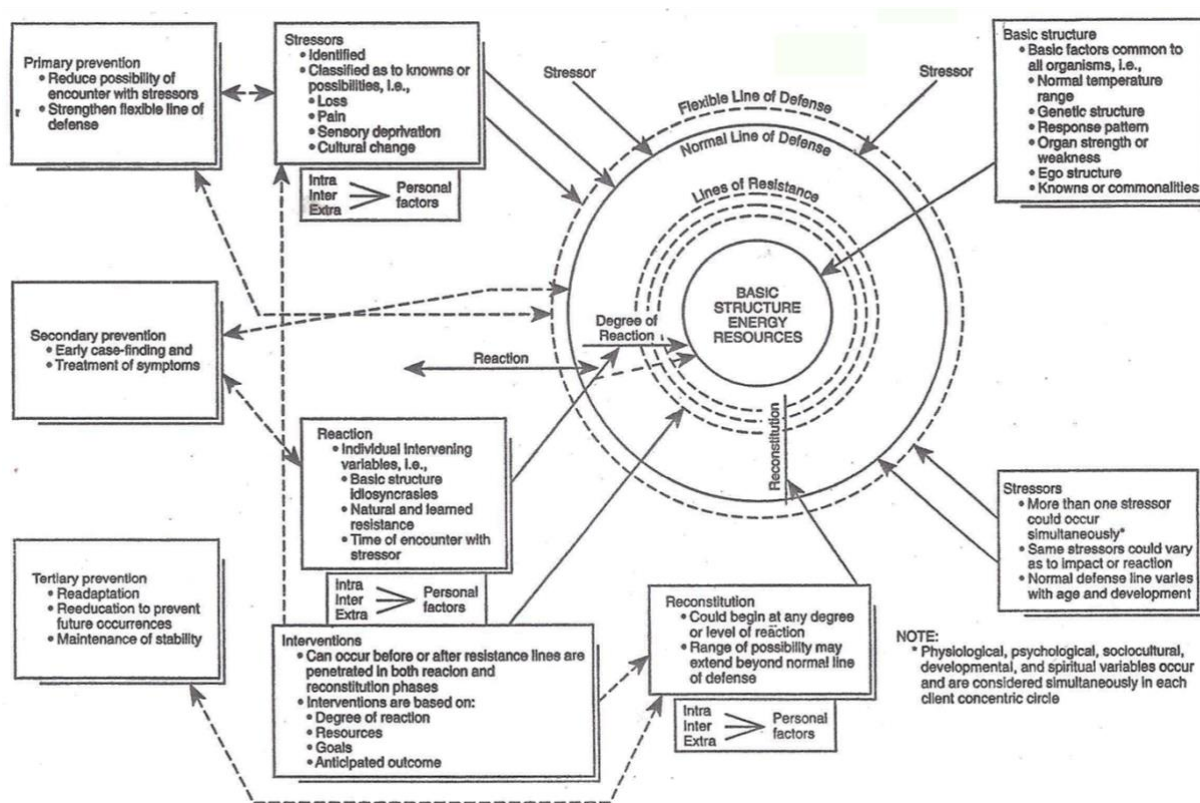 Primary prevention
• Reduce possibility of
encounter with stressors
• Strengthen flexible line of
defense
Stressors
• Identified
• Classified as to knowns or
possibilities, i.e.,
• Loss
• Pain
• Sensory deprivation
• Cultural change
Intra
Inter
Extra
Personal
factors
Stressor
Stressor
Flexible Line of Defense
Normal Line of Defense
Lines of Resistance
BASIC
STRUCTURE
ENERGY
RESOURCES
Basic structure
• Basic factors common to
all organisms, i.e.,
• Normal temperature
range
• Genetic structure
• Response pattern
• Organ strength or
weakness
• Ego structure
• Knowns or commonalities
Secondary prevention
• Early case-finding and
• Treatment of symptoms
Degree of
Reaction
Reaction
Reconstitution
Reaction
• Individual intervening
variables, i.e.,
• Basic structure
idiosyncrasies
• Natural and learned
resistance
• Time of encounter with
stressor
Intra
Inter
Extra
Personal
factors
Stressors
• More than one stressor
could occur
simultaneously*
• Same stressors could vary
as to impact or reaction
• Normal defense line varies
with age and development
Tertiary prevention
• Readaptation
• Reeducation to prevent
future occurrences
• Maintenance of stability
Interventions
• Can occur before or after resistance lines are
penetrated in both reacion and
reconstitution phases
• Interventions are based on:
• Degree of reaction
• Resources
• Goals
• Anticipated outcome
Reconstitution
• Could begin at any degree
or level of reaction
• Range of possibility may
extend beyond normal line
of defense
Intra
Inter
Extra
Personal
factors
NOTE:
* Physiological, psychological, sociocultural,
developmental, and spiritual variables occur
and are considered simultaneously in each
client concentric circle